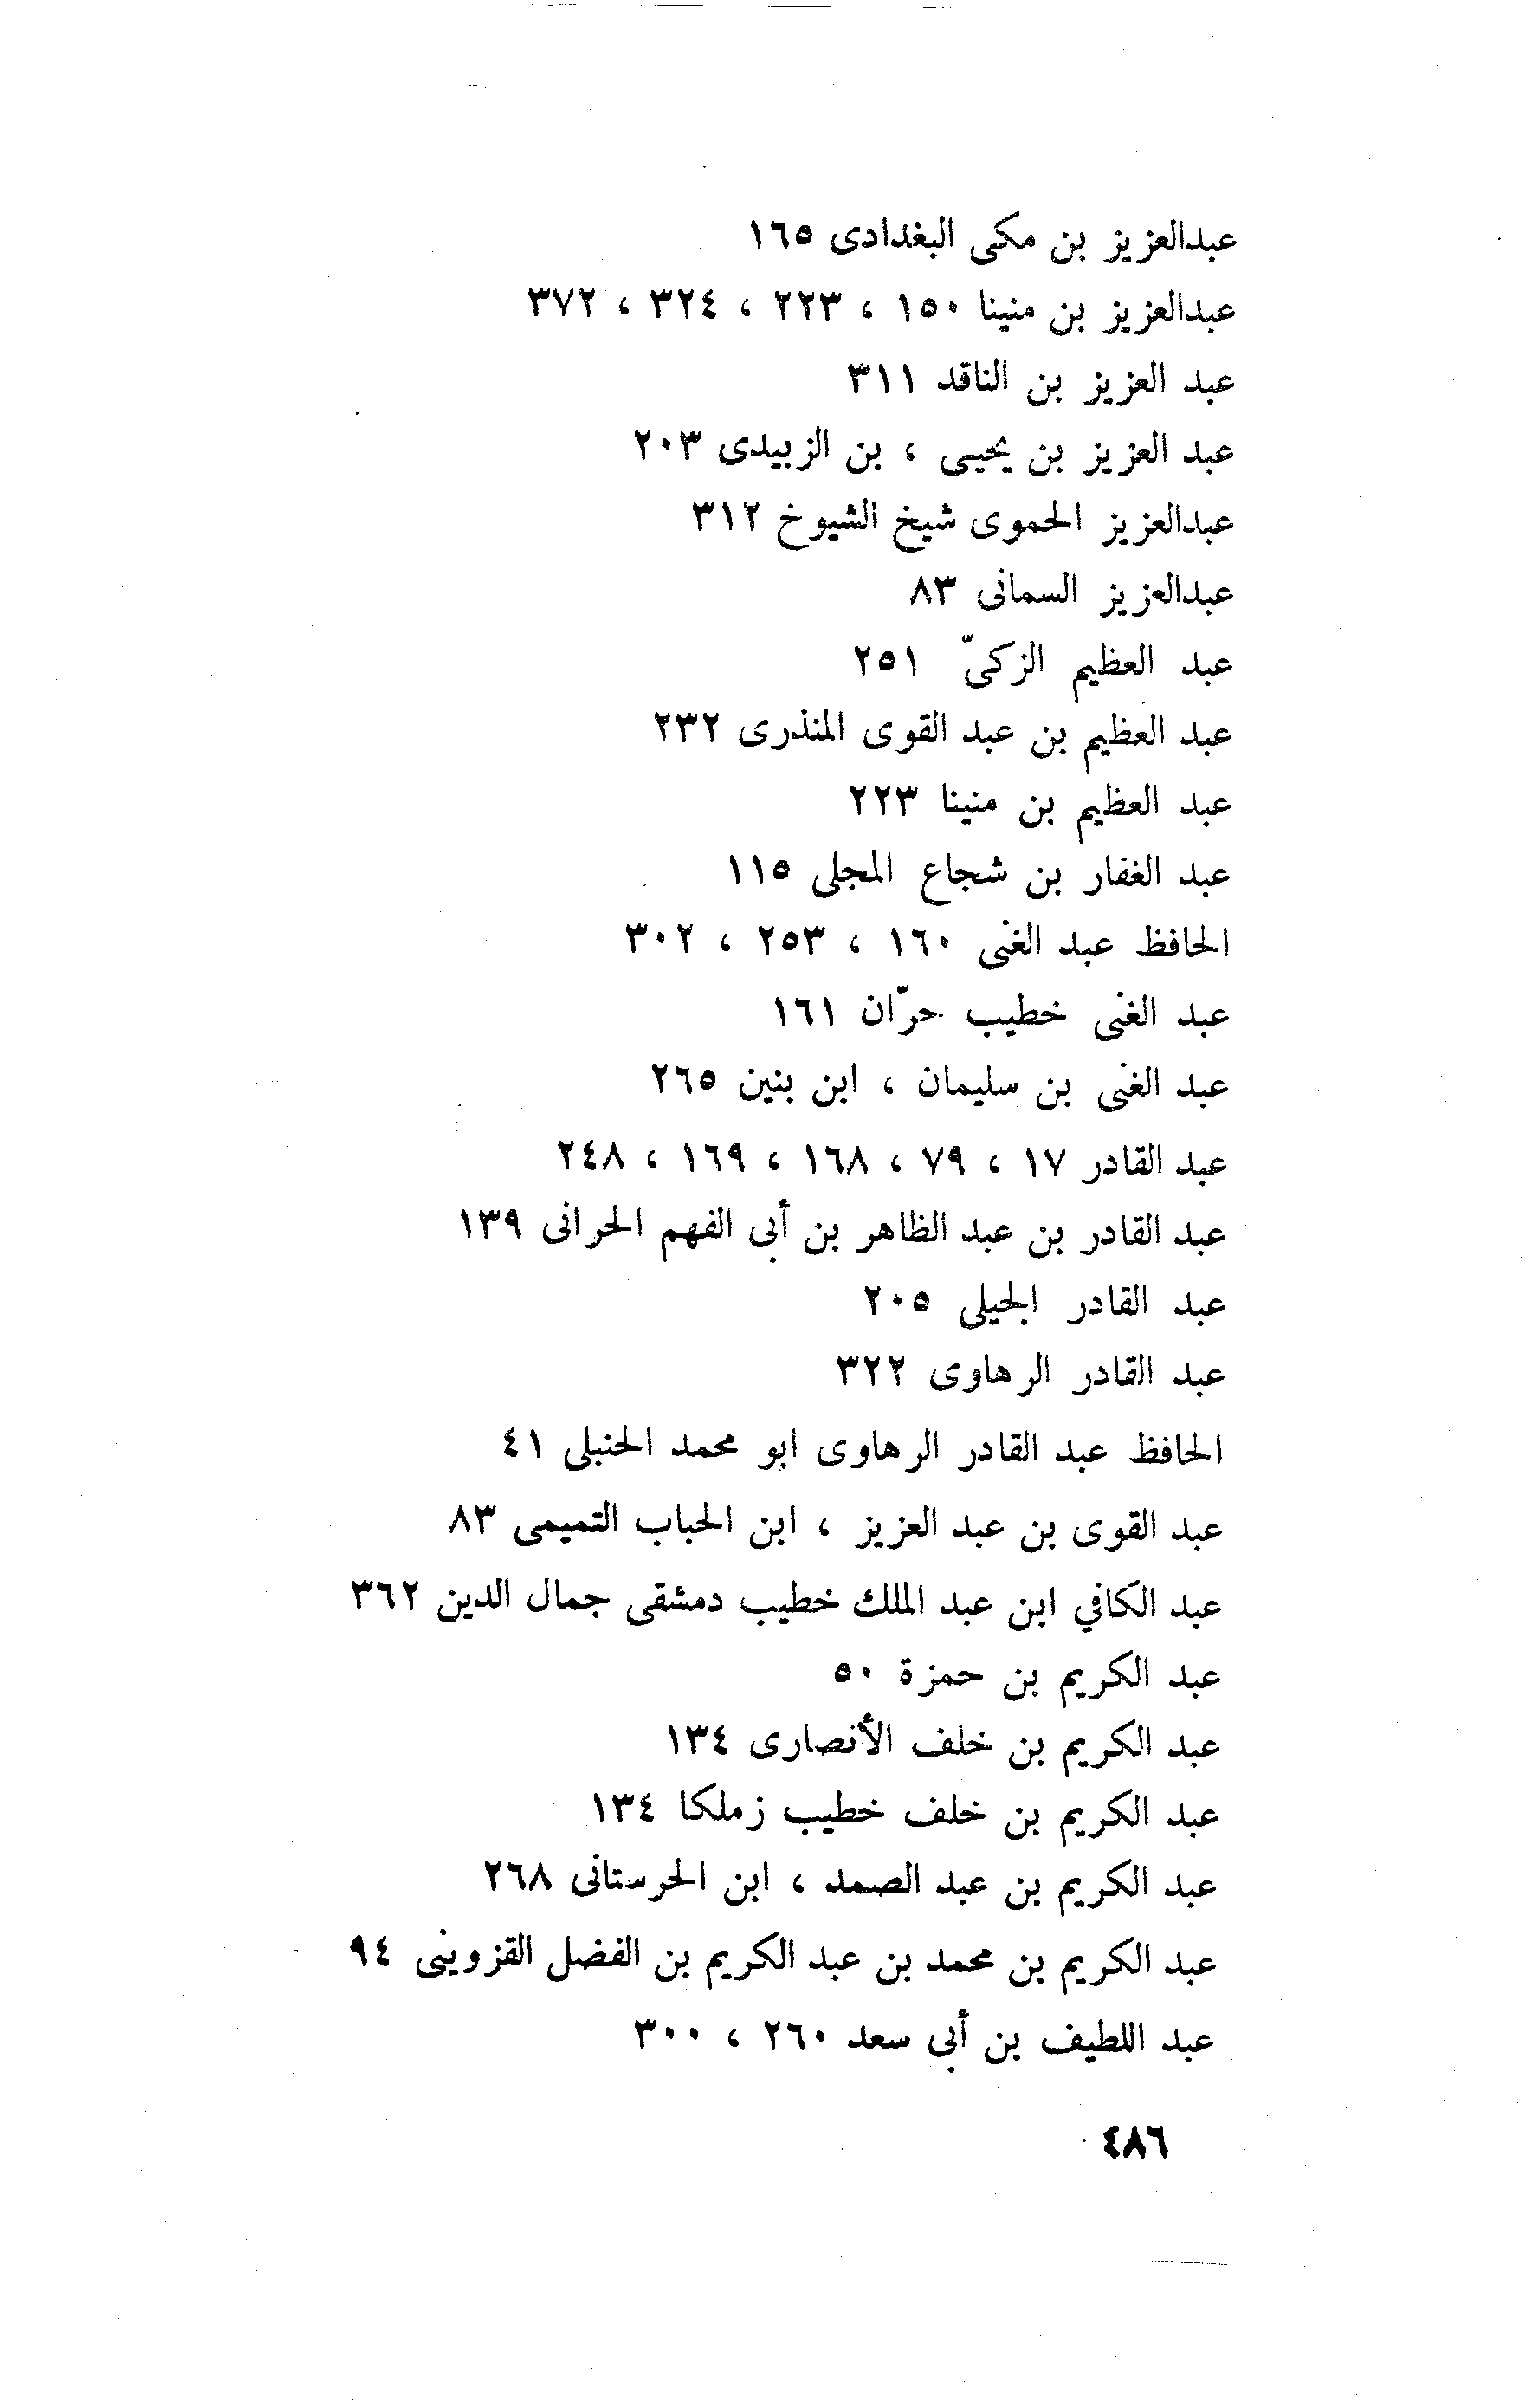 عبدالعزيز بن مكى البغدادى ١٦٥
عبدالعزيز بن منينا ١٥٠ ، ٢٢٣ ، ٣٢٤ ، ٣٧٢
عبد العزيز بن الناقد ٣١١
عبد العزيز بن يحيى ، بن الزبيدى ٢٠٣
عبدالعزيز الحموى شيخ الشيوخ ٣١٢
عبدالعزيز السمانى ٨٣
عبد العظيم الزكىّ ٢٥١
عبد العظيم بن عبد القوى المنذرى ٢٣٢
عبد العظيم بن منينا ٢٢٣
عبد الغفار بن شجاع المجلى ١١٥
الحافظ عبد الغنى ١٦٠ ، ٢٥٣ ، ٣٠٢
عبد الغنى خطيب حرّان ١٦١
عبد الغنى بن سليمان ، ابن بنين ٢٦٥
عبد القادر ١٧ ، ٧٩ ، ١٦٨ ، ١٦٩ ، ٢٤٨
عبد القادر بن عبد الظاهر بن أبى الفهم الحرانى ١٣٩
عبد القادر الجيلى ٢٠٥
عبد القادر الرهاوى ٣٢٢
الحافظ عبد القادر الرهاوى ابو محمد الحنبلى ٤١
عبد القوى بن عبد العزيز ، ابن الحباب التميمى ٨٣
عبد الكافي ابن عبد الملك خطيب دمشقى جمال الدين ٣٦٢
عبد الكريم بن حمزة ٥٠
عبد الكريم بن خلف الأنصارى ١٣٤
عبد الكريم بن خلف خطيب زملكا ١٣٤
عبد الكريم بن عبد الصمد ، ابن الحرستانى ٢٦٨
عبد الكريم بن محمد بن عبد الكريم بن الفضل القزوينى ٩٤
عبد اللطيف بن أبى سعد ٢٦٠ ، ٣٠٠
٤٨٦